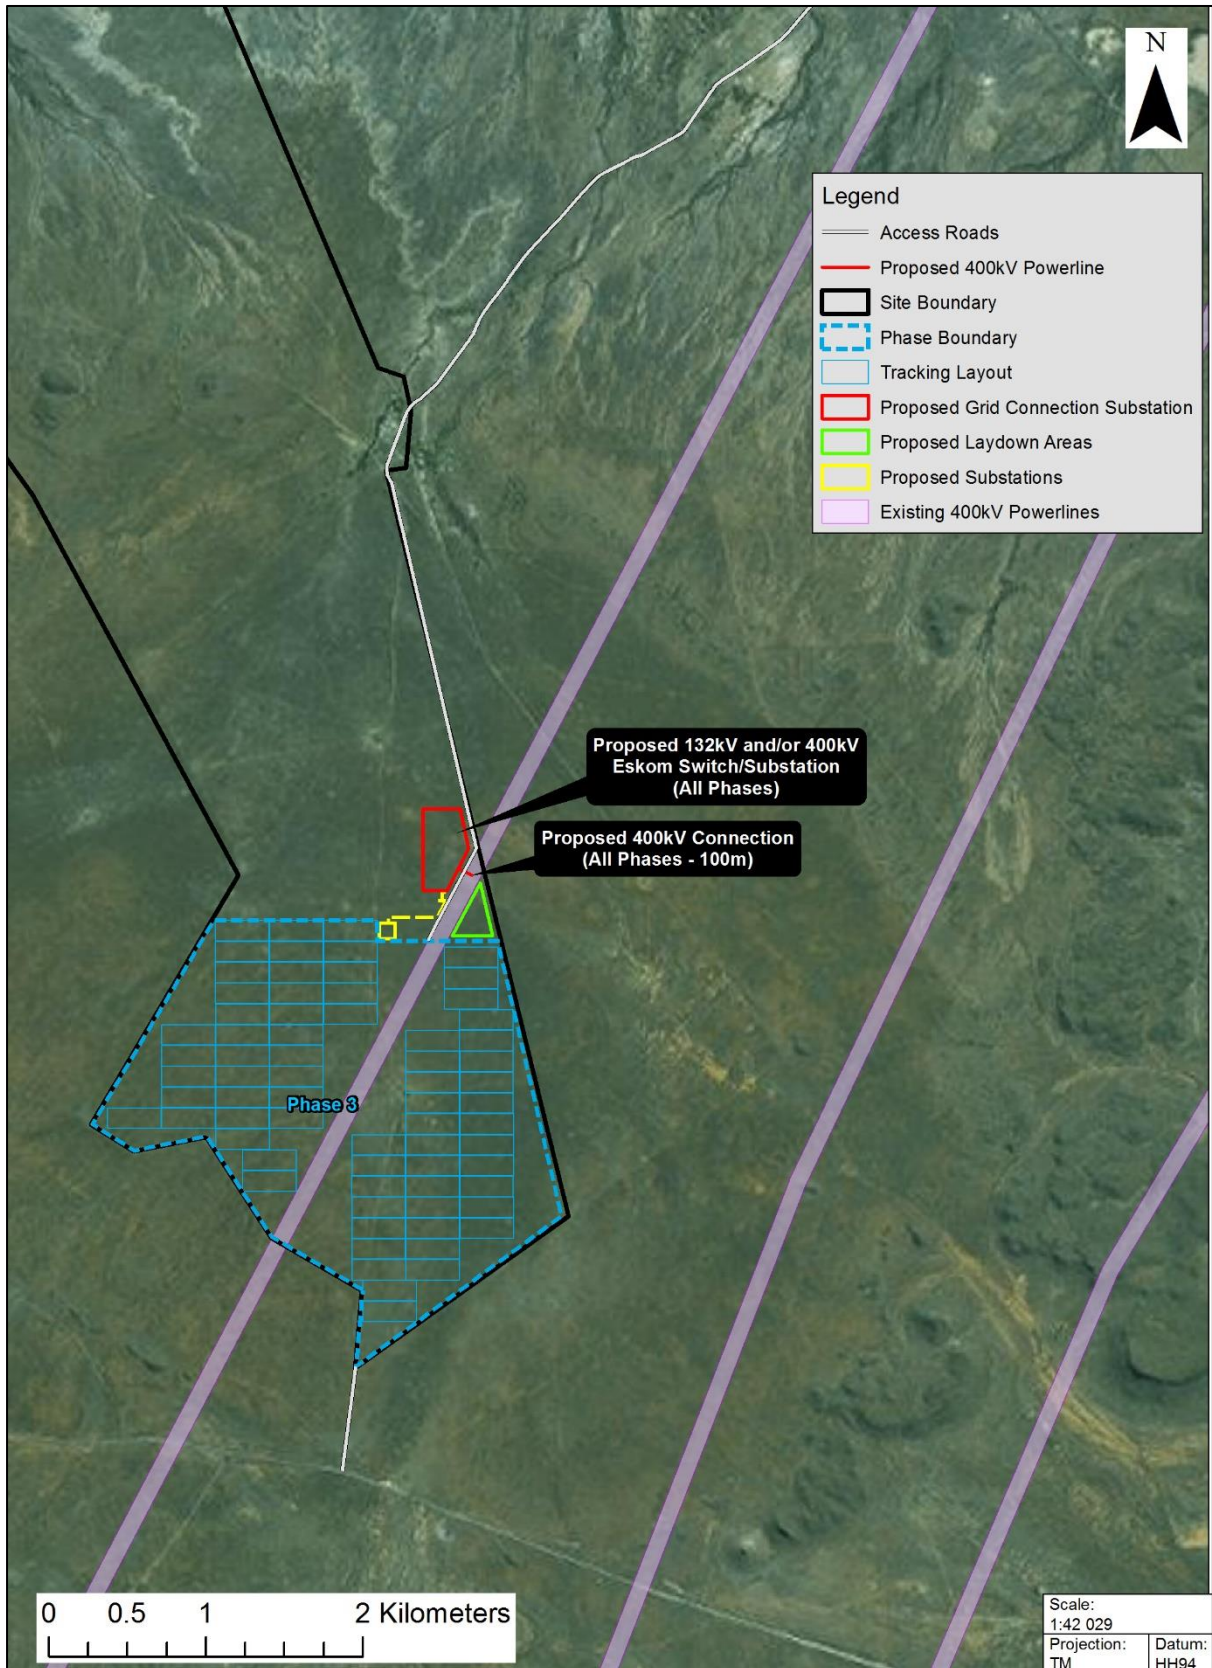 N
Legend
Access Roads
Proposed 400kV Powerline
Site Boundary
Phase Boundary
Tracking Layout
Proposed Grid Connection Substation
Proposed Laydown Areas
Proposed Substations
Existing 400kV Powerlines
Proposed 132kV and/or 400kV
Eskom Switch/Substation
(All Phases)
Proposed 400kV Connection
(All Phases - 100m)
Phase 3
0 0.5 1 2 Kilometers
Scale:
1:42 029
Projection: Datum:
TM HH94